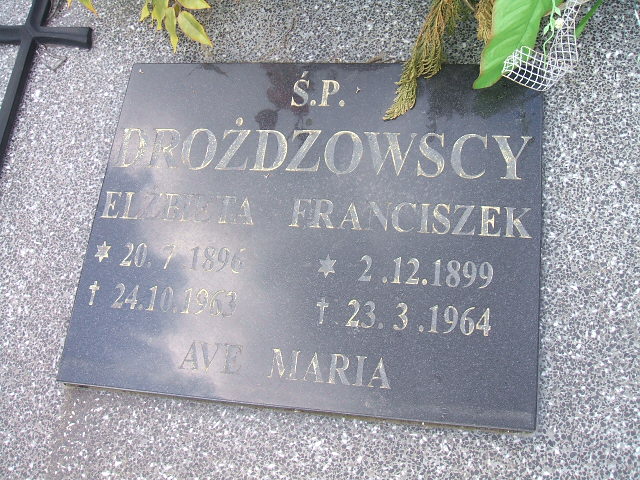 Ś.P.
DROŻDŻOWSCY
ELŻBIETA FRANCISZEK
* 20.7.1896 * 2.12.1899
† 24.10.1963 † 23.3.1964
AVE MARIA